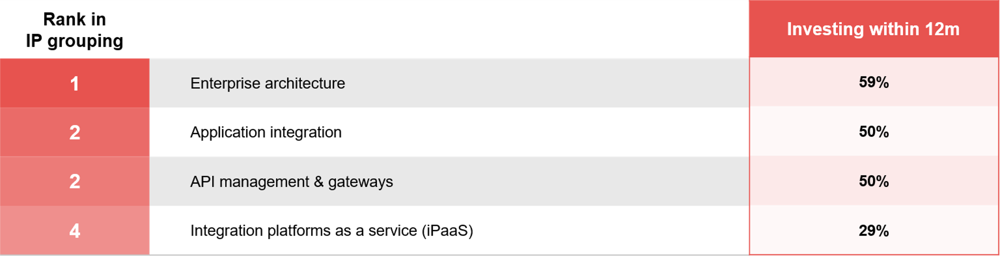 Rank in
IP grouping
Investing within 12m
1 Enterprise architecture 59%
2 Application integration 50%
2 API management & gateways 50%
4 Integration platforms as a service (iPaaS) 29%